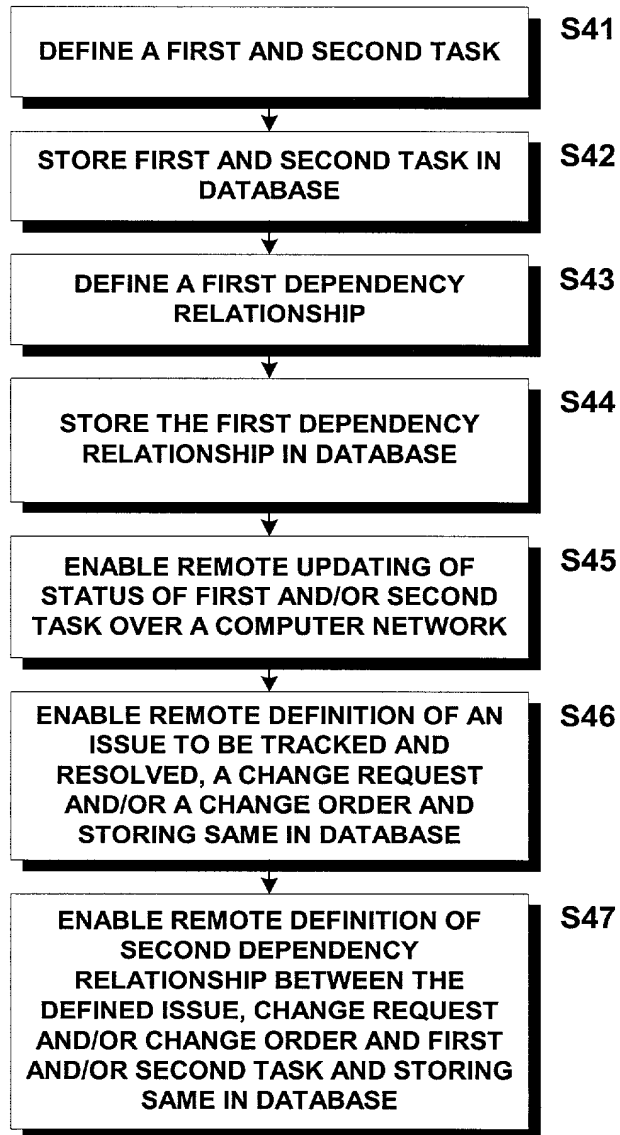 DEFINE A FIRST AND SECOND TASK
S41
STORE FIRST AND SECOND TASK IN
DATABASE
S42
DEFINE A FIRST DEPENDENCY
RELATIONSHIP
S43
STORE THE FIRST DEPENDENCY
RELATIONSHIP IN DATABASE
S44
ENABLE REMOTE UPDATING OF
STATUS OF FIRST AND/OR SECOND
TASK OVER A COMPUTER NETWORK
S45
ENABLE REMOTE DEFINITION OF AN
ISSUE TO BE TRACKED AND
RESOLVED, A CHANGE REQUEST
AND/OR A CHANGE ORDER AND
STORING SAME IN DATABASE
S46
ENABLE REMOTE DEFINITION OF
SECOND DEPENDENCY
RELATIONSHIP BETWEEN THE
DEFINED ISSUE, CHANGE REQUEST
AND/OR CHANGE ORDER AND FIRST
AND/OR SECOND TASK AND STORING
SAME IN DATABASE
S47